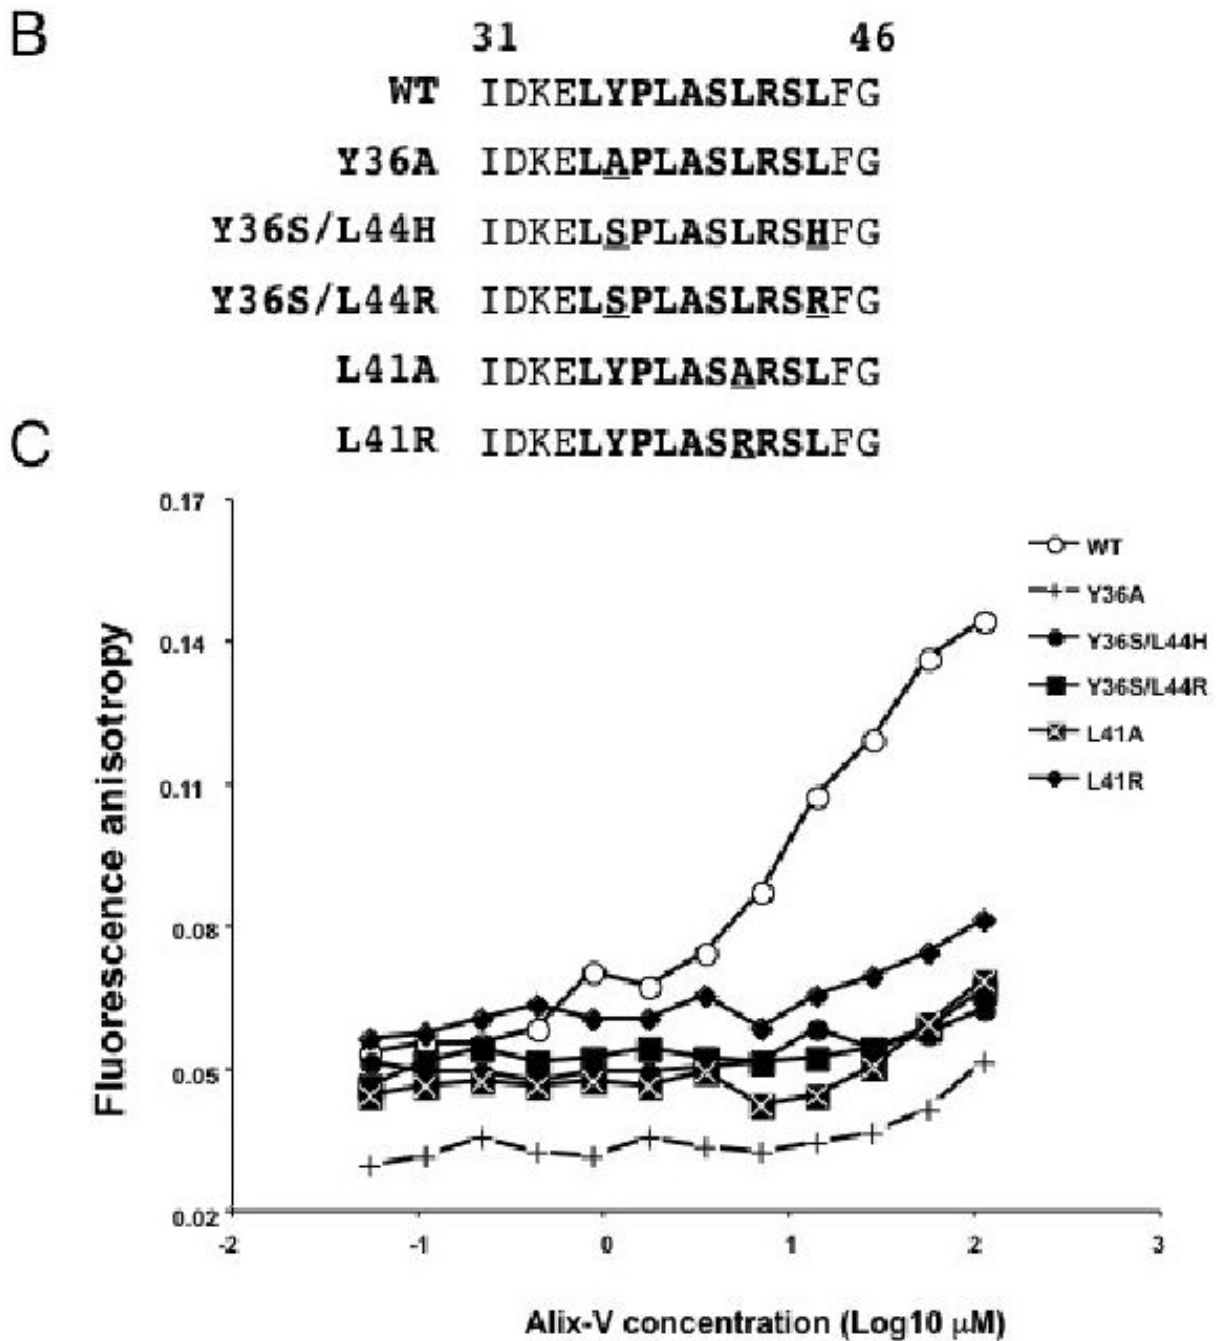 B
31 46
WT IDKELYPLASLRSLFG
Y36A IDKELAPLASLRSLFG
Y36S/L44H IDKELSPLASLRSHFG
Y36S/L44R IDKELSPLASLRSRFG
L41A IDKELYPLASARSLFG
L41R IDKELYPLASRRSLFG
C
0.17
0.14
0.11
0.08
0.05
0.02
Fluorescence anisotropy
WT
Y36A
Y36S/L44H
Y36S/L44R
L41A
L41R
-2 -1 0 1 2 3
Alix-V concentration (Log10 µM)